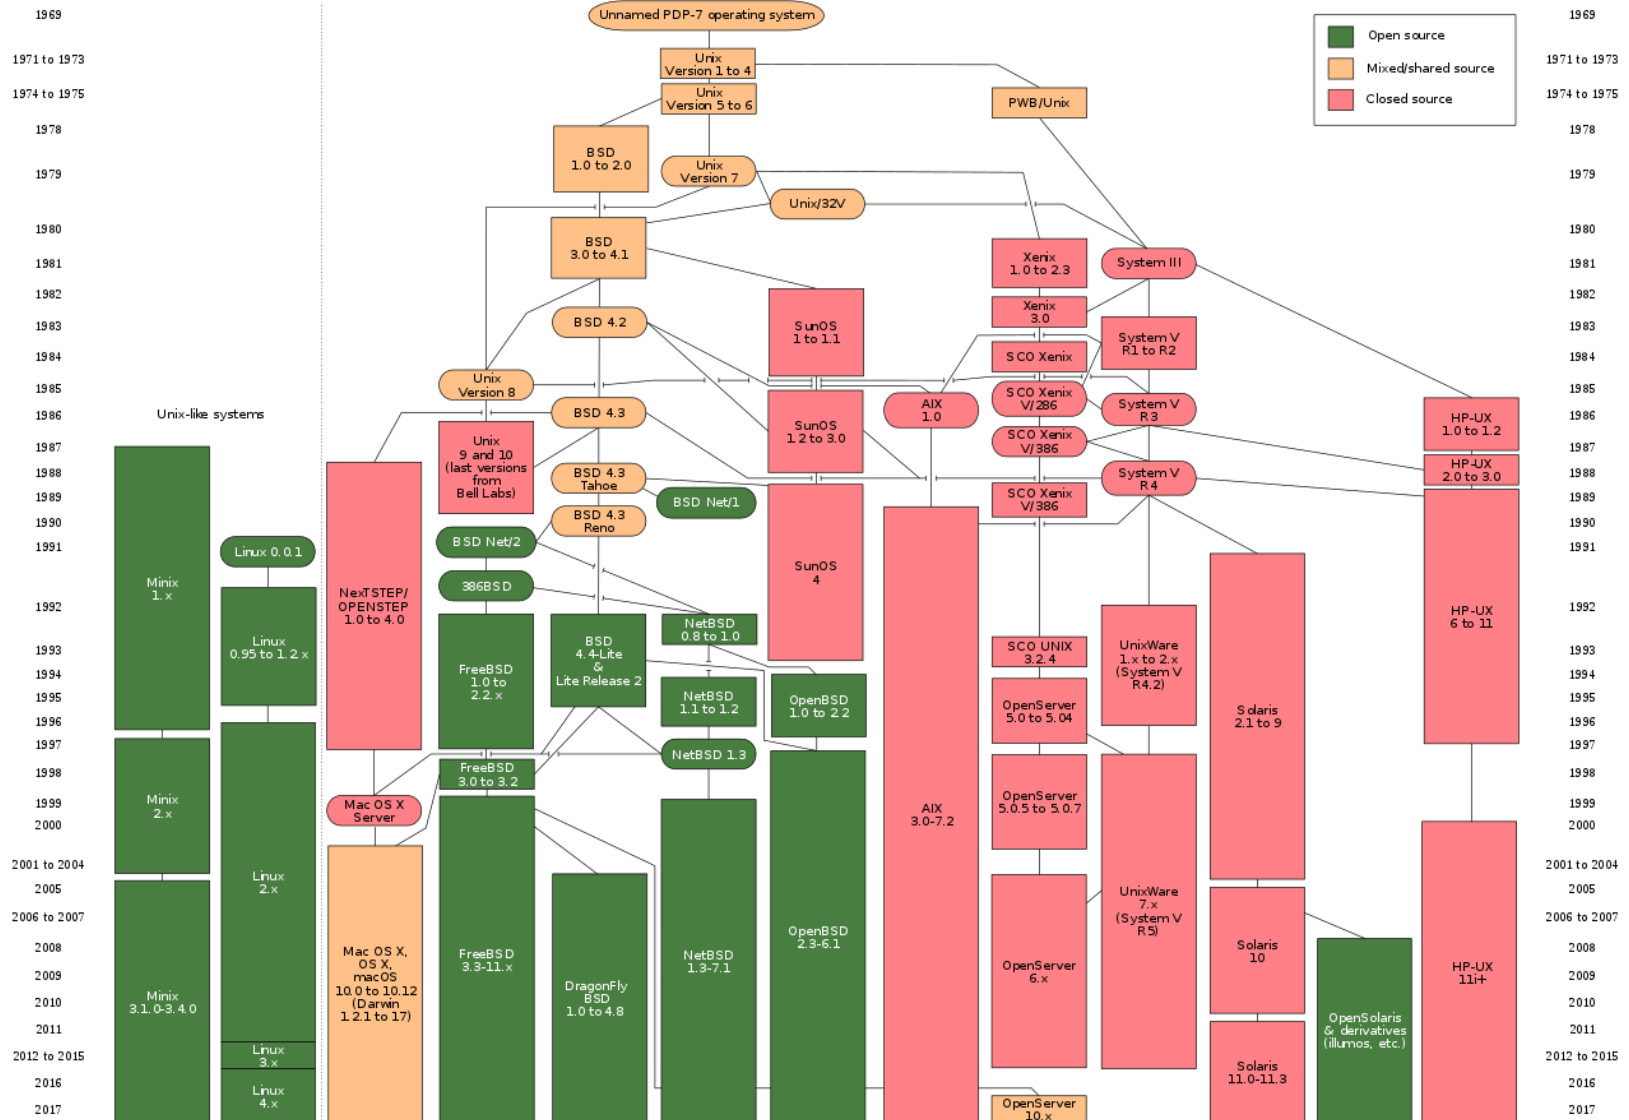 1969
Unnamed PDP-7 operating system
1969
Open source
Mixed/shared source
Closed source
1971 to 1973
Unix
Version 1 to 4
1971 to 1973
1974 to 1975
Unix
Version 5 to 6
PWB/Unix
1974 to 1975
1978
BSD
1.0 to 2.0
1978
1979
Unix
Version 7
1979
Unix/32V
1980
BSD
3.0 to 4.1
1980
Xenix
1.0 to 2.3
System III
1981
1981
1982
Xenix
3.0
1982
BSD 4.2
1983
SunOS
1 to 1.1
System V
R1 to R2
1983
1984
SCO Xenix
1984
Unix
Version 8
1985
SCO Xenix
V/286
1985
1986
BSD 4.3
AIX
1.0
System V
R3
HP-UX
1.0 to 1.2
1986
Unix-like systems
Unix
9 and 10
(last versions
from
Bell Labs)
SunOS
1.2 to 3.0
SCO Xenix
V/386
1987
1987
1988
BSD 4.3
Tahoe
System V
R4
HP-UX
2.0 to 3.0
1988
1989
BSD Net/1
SCO Xenix
V/386
1989
1990
BSD 4.3
Reno
1990
1991
Linux 0.0.1
BSD Net/2
1991
Minix
1.x
NexTSTEP/
OPENSTEP
1.0 to 4.0
386BSD
SunOS
4
1992
HP-UX
6 to 11
1992
Linux
0.95 to 1.2 x
FreeBSD
1.0 to
2.2. x
BSD
4.4-Lite
&
Lite Release 2
NetBSD
0.8 to 1.0
SCO UNIX
3.2.4
UnixWare
1.x to 2.x
(System V
R4.2)
1993
1993
1994
1994
1995
NetBSD
1.1 to 1.2
OpenBSD
1.0 to 2.2
OpenServer
5.0 to 5.04
Solaris
2.1 to 9
1995
1996
1996
1997
NetBSD 1.3
1997
1998
FreeBSD
3.0 to 3.2
1998
1999
Minix
2.x
Mac OS X
Server
AIX
3.0-7.2
OpenServer
5.0.5 to 5.0.7
1999
2000
2000
2001 to 2004
Linux
2.x
2001 to 2004
2005
UnixWare
7.x
(System V
R5)
2005
2006 to 2007
2006 to 2007
2008
Mac OS X,
OS X,
macOS
10.0 to 10.12
(Darwin
1.2.1 to 17)
FreeBSD
3.3-11.x
NetBSD
1.3-7.1
OpenBSD
2.3-6.1
Solaris
10
2008
2009
OpenServer
6.x
HP-UX
11i+
2009
2010
Minix
3.1.0-3.4.0
DragonFly
BSD
1.0 to 4.8
2010
2011
OpenSolaris
& derivatives
(illumos, etc.)
2011
2012 to 2015
Linux
3.x
2012 to 2015
2016
Linux
4.x
Solaris
11.0-11.3
2016
2017
OpenServer
10.x
2017